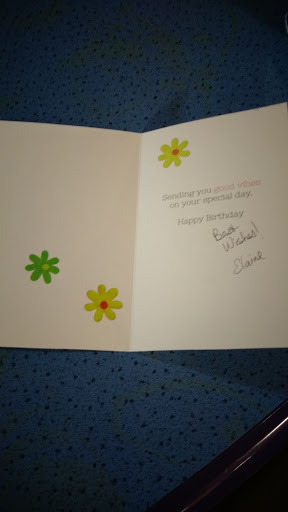 Sending you good vibes
on your special day.
Happy Birthday
Best
Wishes!
Elaine